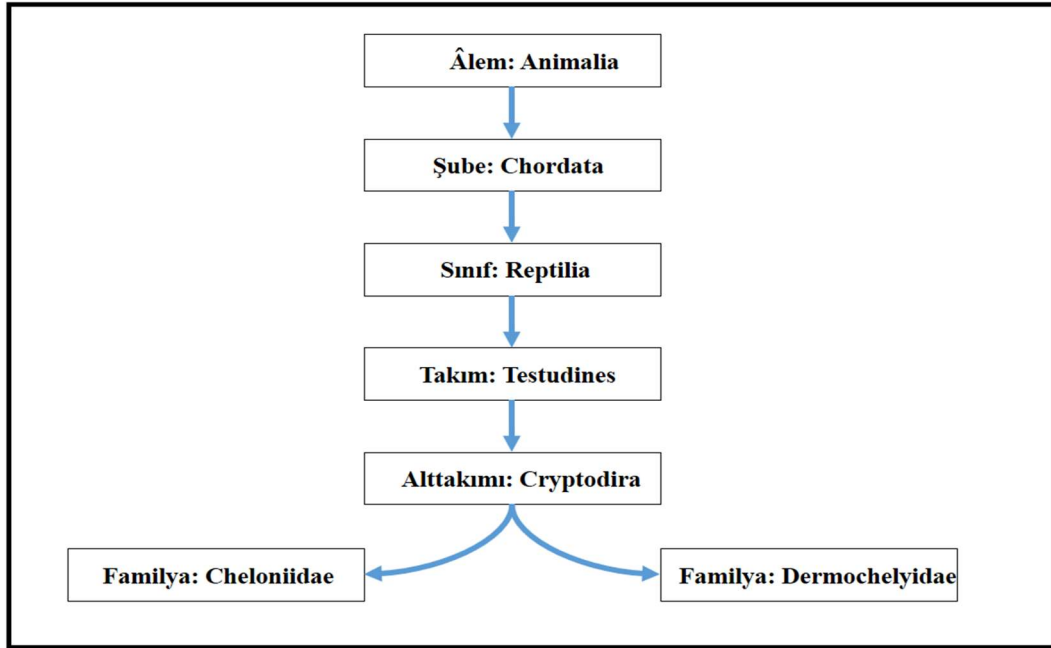 Âlem: Animalia
Şube: Chordata
Sınıf: Reptilia
Takım: Testudines
Alttakımı: Cryptodira
Familya: Cheloniidae
Familya: Dermochelyidae